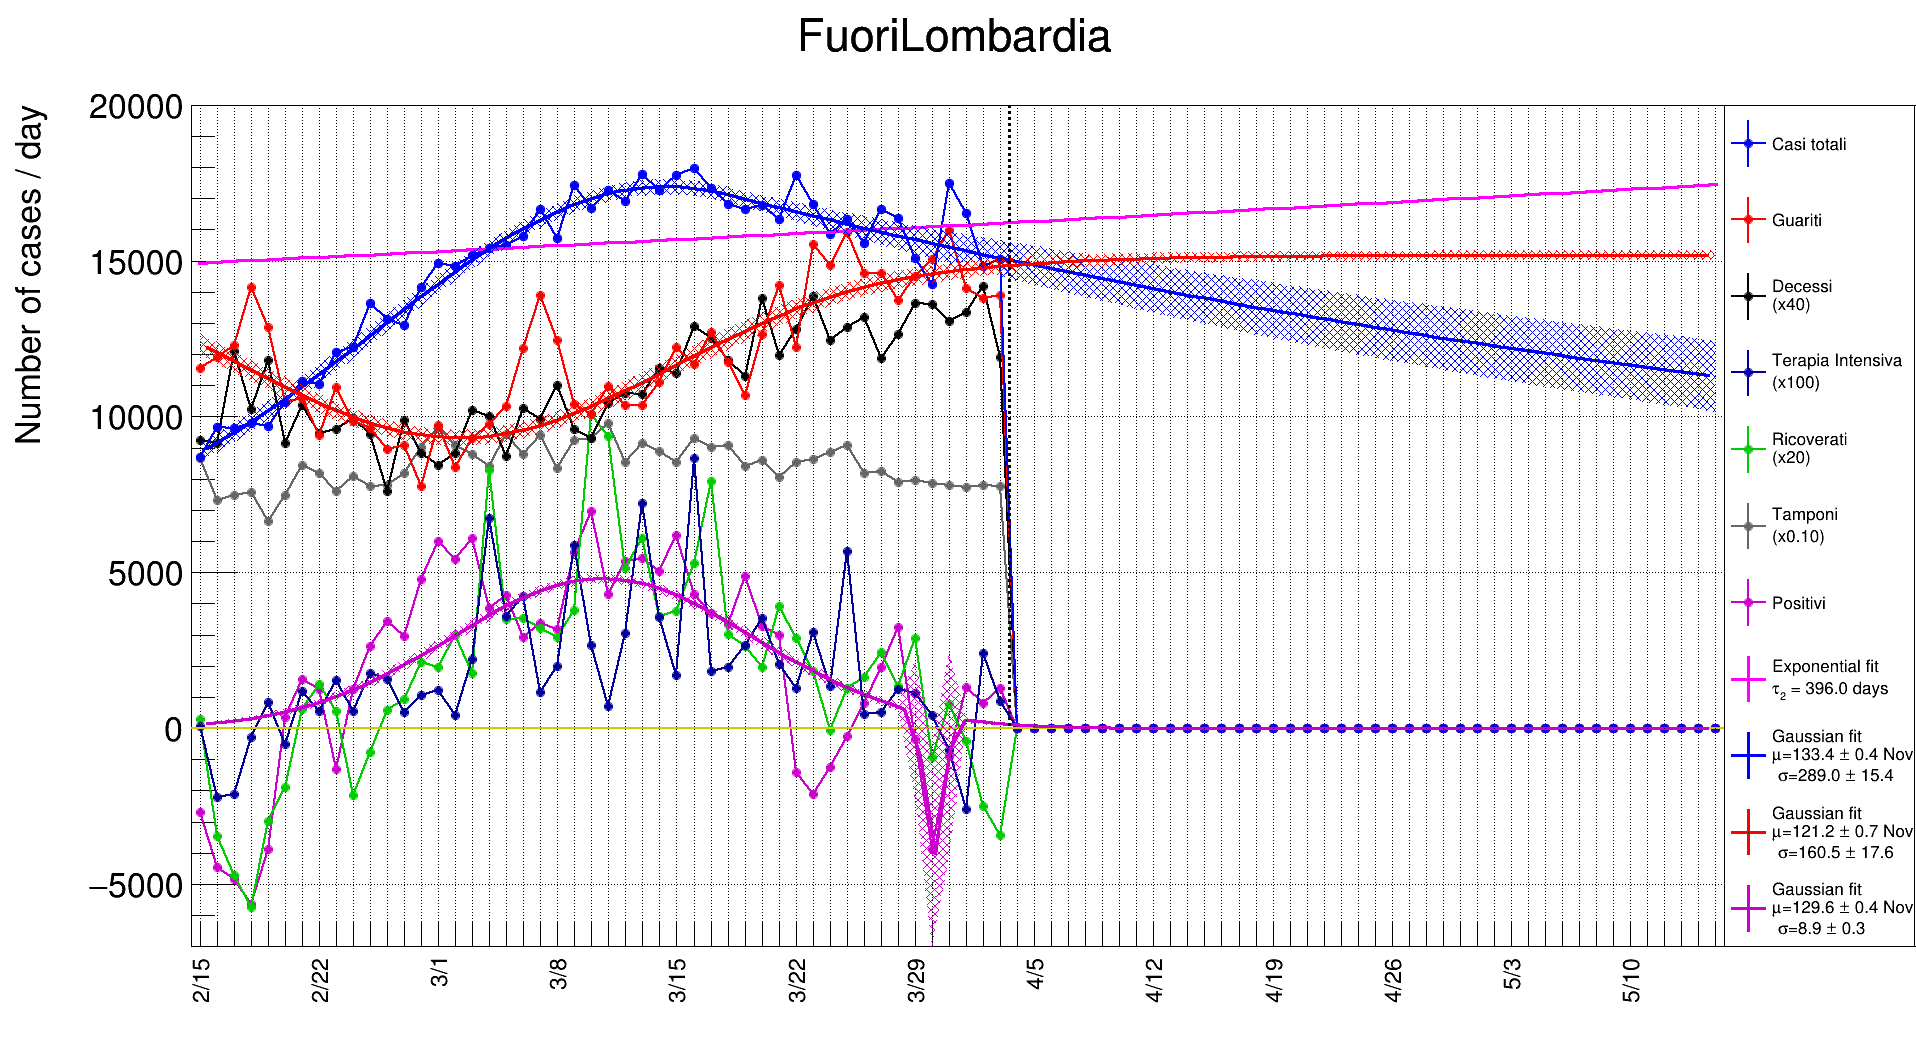 FuoriLombardia
Number of cases / day
20000
15000
10000
5000
0
−5000
2/15
2/22
3/1
3/8
3/15
3/22
3/29
4/5
4/12
4/19
4/26
5/3
5/10
Casi totali
Guariti
Decessi
(x40)
Terapia Intensiva
(x100)
Ricoverati
(x20)
Tamponi
(x0.10)
Positivi
Exponential fit
τ₂ = 396.0 days
Gaussian fit
μ=133.4 ± 0.4 Nov
σ=289.0 ± 15.4
Gaussian fit
μ=121.2 ± 0.7 Nov
σ=160.5 ± 17.6
Gaussian fit
μ=129.6 ± 0.4 Nov
σ=8.9 ± 0.3